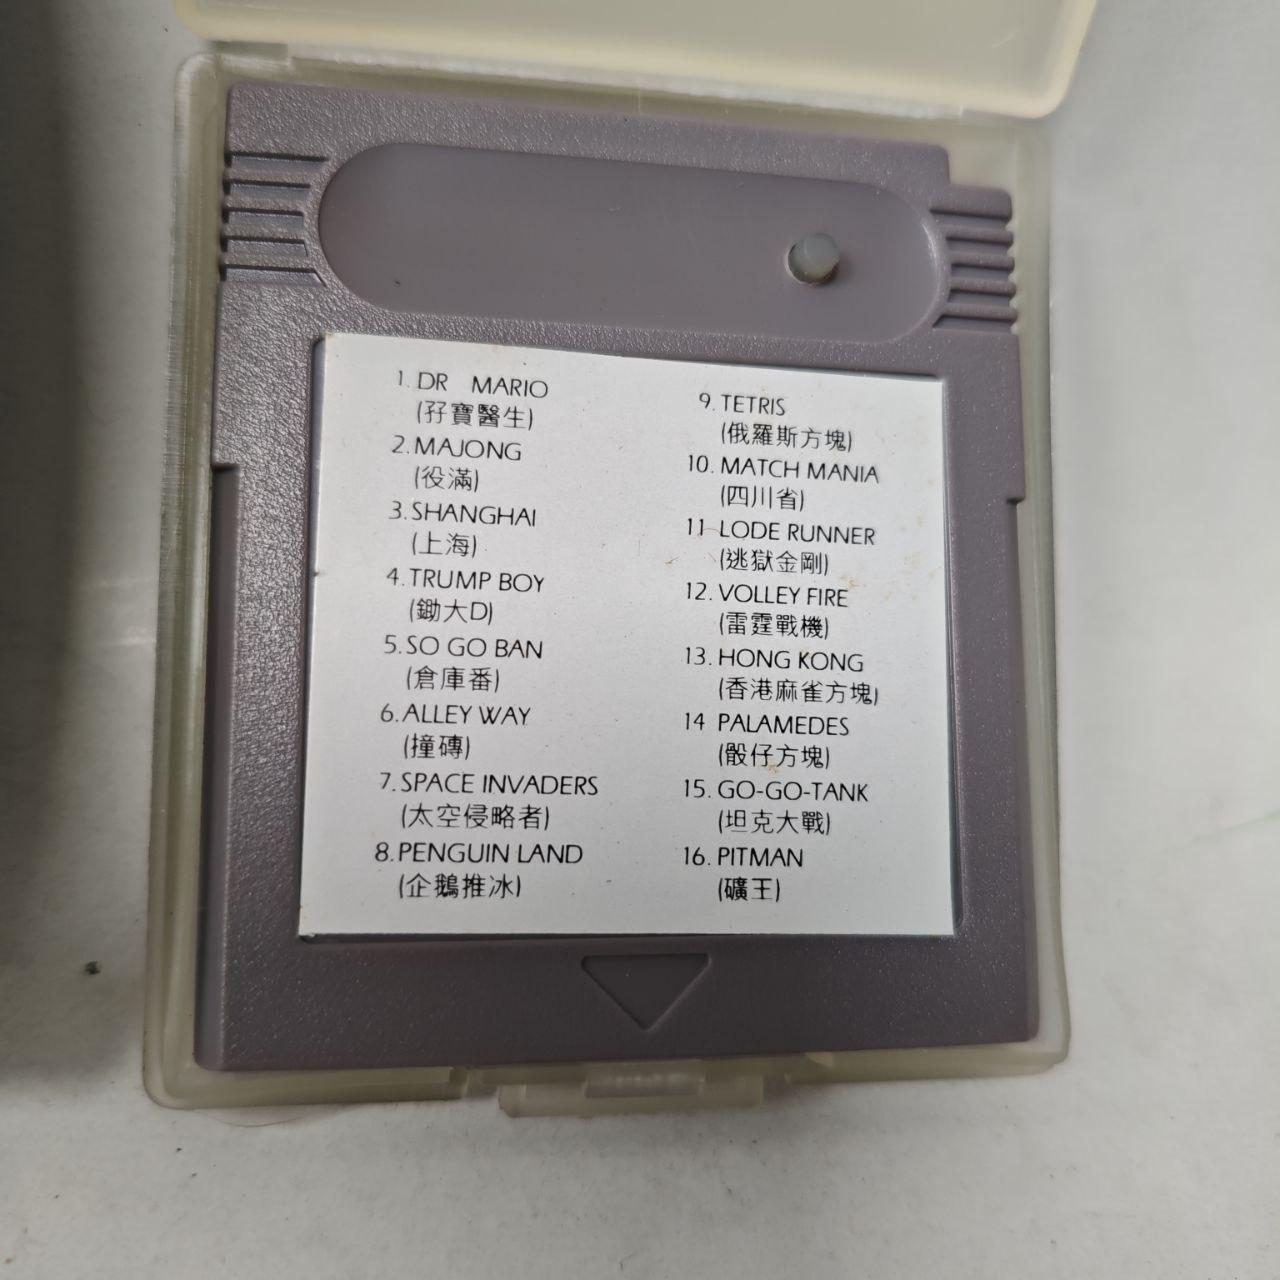 1. DR MARIO
(孖寶醫生)
2. MAJONG
(役滿)
3. SHANGHAI
(上海)
4. TRUMP BOY
(鋤大D)
5. SO GO BAN
(倉庫番)
6. ALLEY WAY
(撞磚)
7. SPACE INVADERS
(太空侵略者)
8. PENGUIN LAND
(企鵝推冰)
9. TETRIS
(俄羅斯方塊)
10. MATCH MANIA
(四川省)
11 LODE RUNNER
(逃獄金剛)
12. VOLLEY FIRE
(雷霆戰機)
13. HONG KONG
(香港麻雀方塊)
14 PALAMEDES
(骰仔方塊)
15. GO-GO-TANK
(坦克大戰)
16. PITMAN
(礦王)